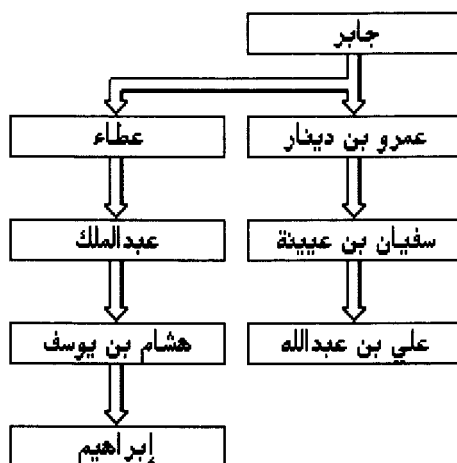 جابر
عمرو بن دينار
عطاء
سفيان بن عيينة
عبدالملك
علي بن عبدالله
هشام بن يوسف
إبراهيم